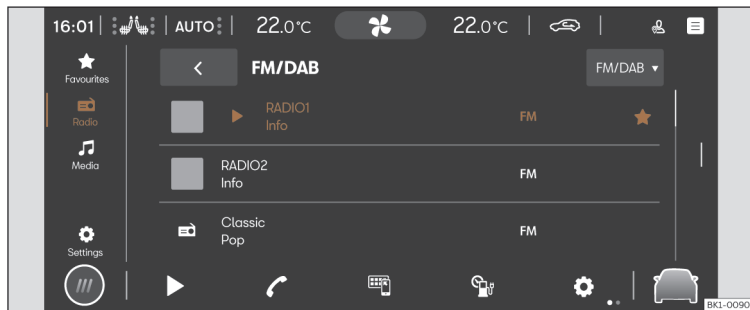 16:01 AUTO 22.0°C 22.0°C
Favourites
FM/DAB
FM/DAB
Radio
RADIO1
Info
FM
Media
RADIO2
Info
FM
Classic
Pop
FM
Settings
BK1-0090